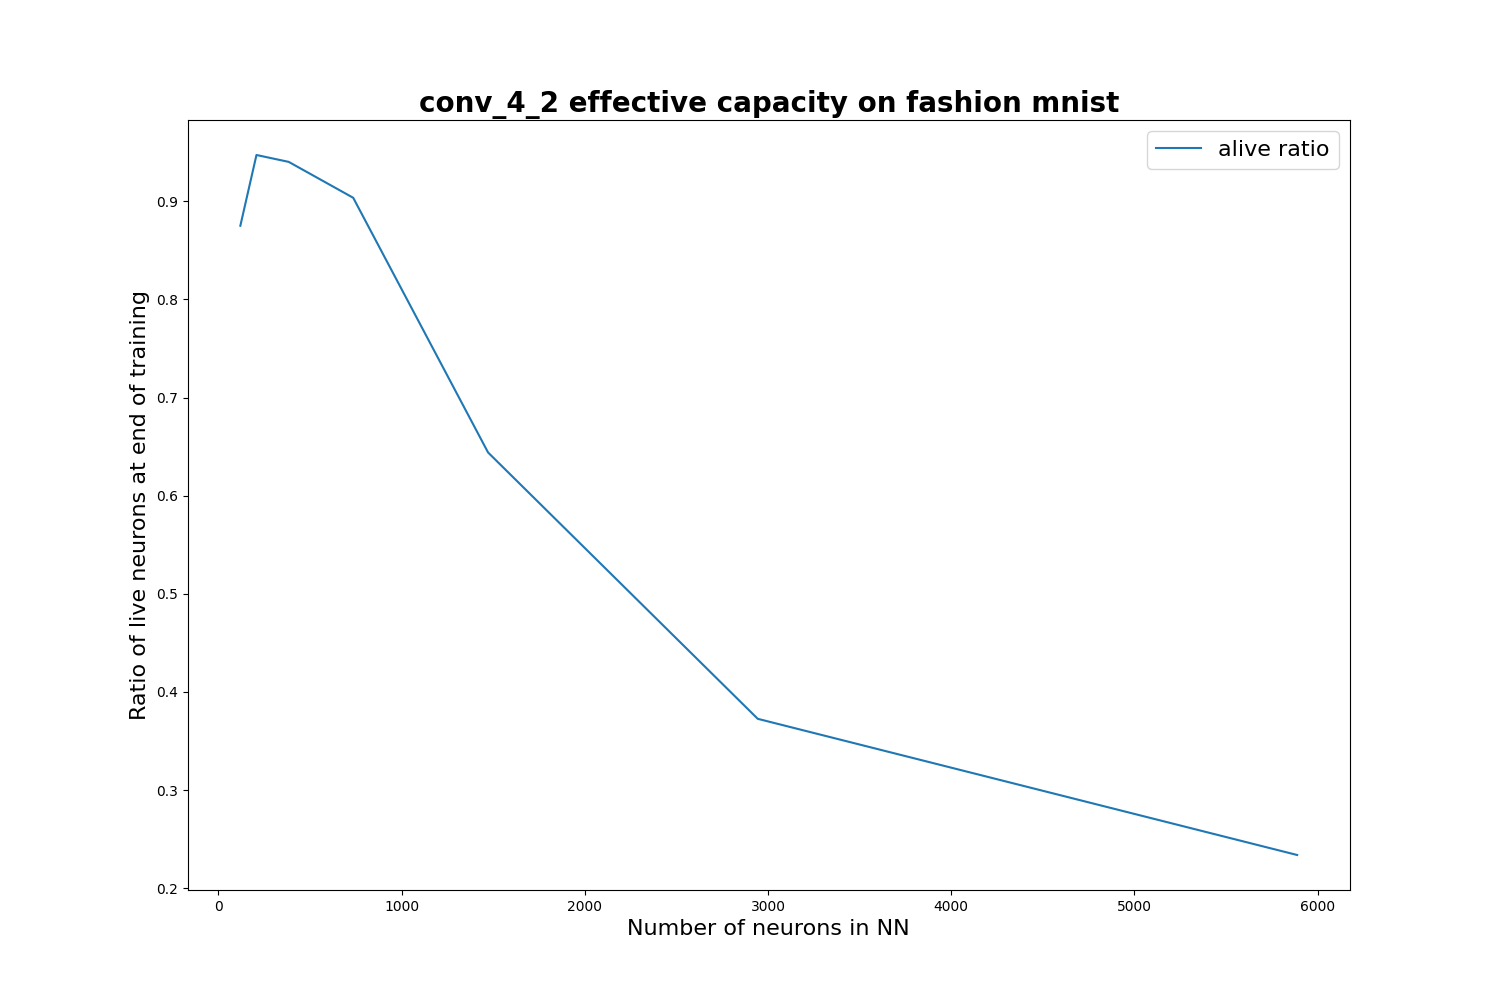 conv_4_2 effective capacity on fashion mnist
alive ratio
Ratio of live neurons at end of training
0.9
0.8
0.7
0.6
0.5
0.4
0.3
0.2
0 1000 2000 3000 4000 5000 6000
Number of neurons in NN